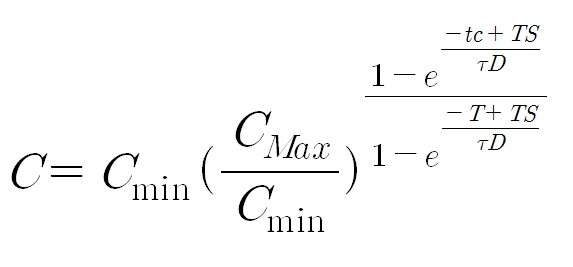 C = C_min (C_Max / C_min)^((1 − e^((−tc + TS) / τD)) / (1 − e^((−T + TS) / τD)))